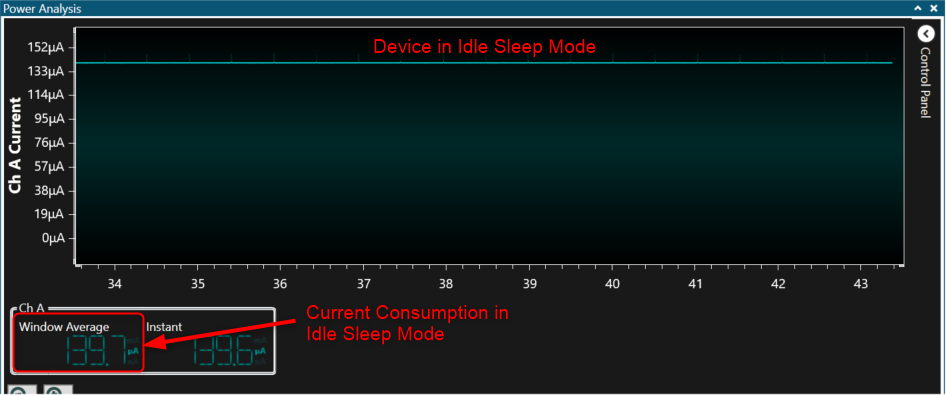 Power Analysis
Device in Idle Sleep Mode
152µA
133µA
114µA
95µA
76µA
57µA
38µA
19µA
0µA
Ch A Current
34 35 36 37 38 39 40 41 42 43
Control Panel
Ch A
Window Average Instant
139.7 µA 139.6 µA
Current Consumption in
Idle Sleep Mode